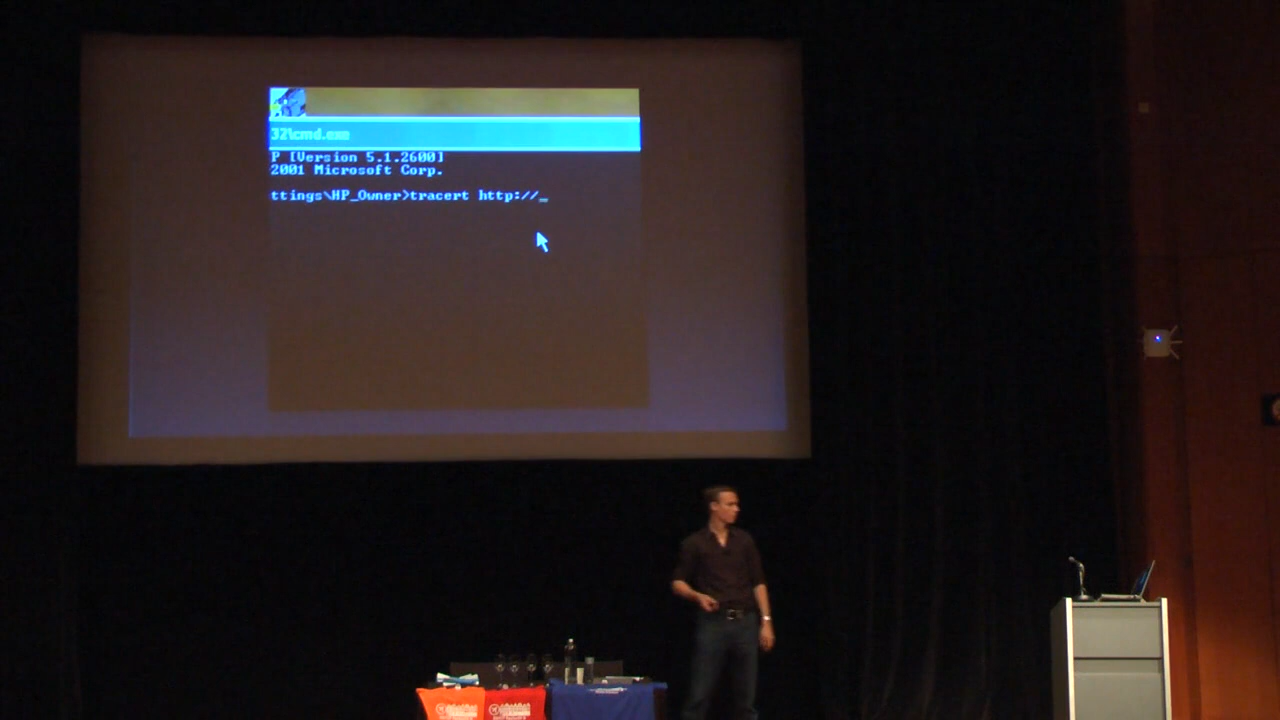 32\cmd.exe
P [Version 5.1.2600]
2001 Microsoft Corp.
ttings\HP_Owner>tracert http://_